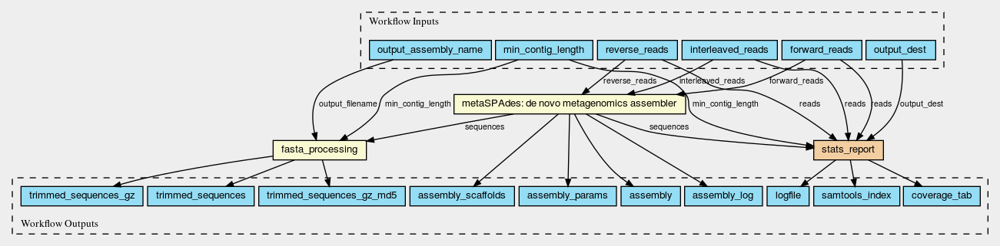 Workflow Inputs
output_assembly_name
min_contig_length
reverse_reads
interleaved_reads
forward_reads
output_dest
reverse_reads
interleaved_reads
forward_reads
output_filename
min_contig_length
metaSPAdes: de novo metagenomics assembler
min_contig_length
reads
reads
reads
output_dest
sequences
sequences
fasta_processing
stats_report
trimmed_sequences_gz
trimmed_sequences
trimmed_sequences_gz_md5
assembly_scaffolds
assembly_params
assembly
assembly_log
logfile
samtools_index
coverage_tab
Workflow Outputs